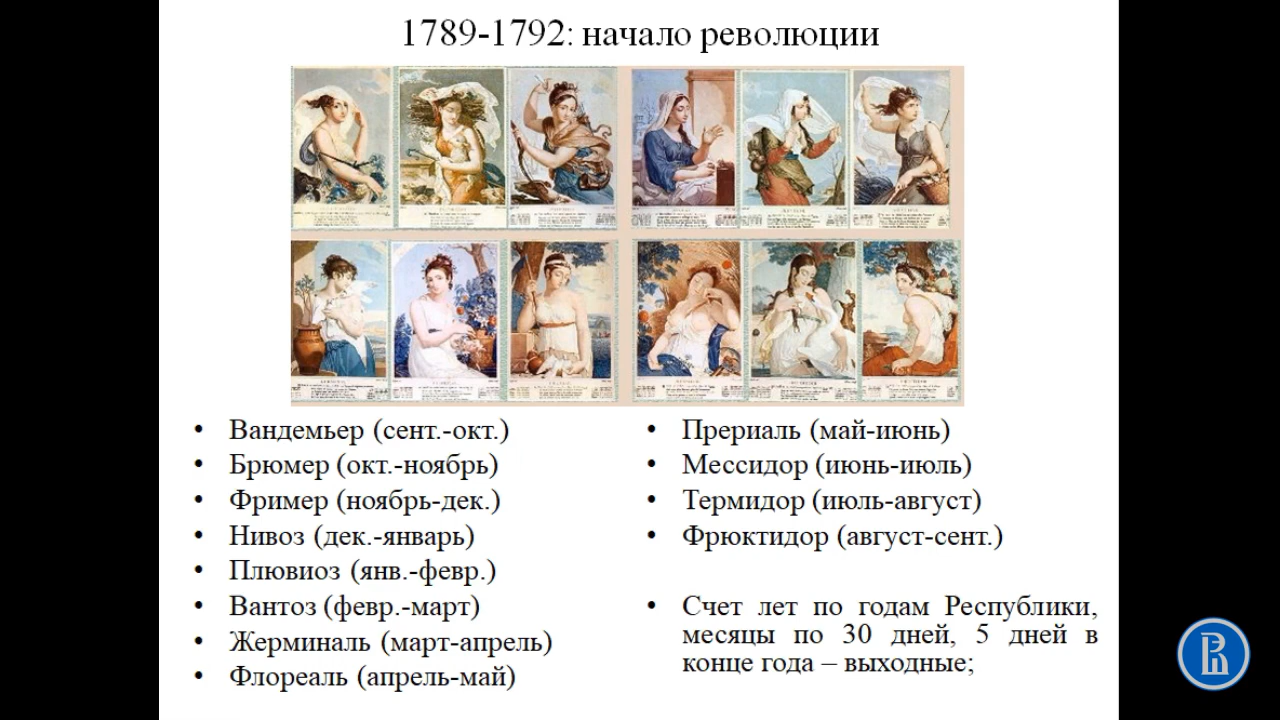 1789-1792: начало революции
• Вандемьер (сент.-окт.)
• Брюмер (окт.-ноябрь)
• Фример (ноябрь-дек.)
• Нивоз (дек.-январь)
• Плювиоз (янв.-февр.)
• Вантоз (февр.-март)
• Жерминаль (март-апрель)
• Флореаль (апрель-май)
• Прериаль (май-июнь)
• Мессидор (июнь-июль)
• Термидор (июль-август)
• Фрюктидор (август-сент.)
• Счет лет по годам Республики,
месяцы по 30 дней, 5 дней в
конце года – выходные;